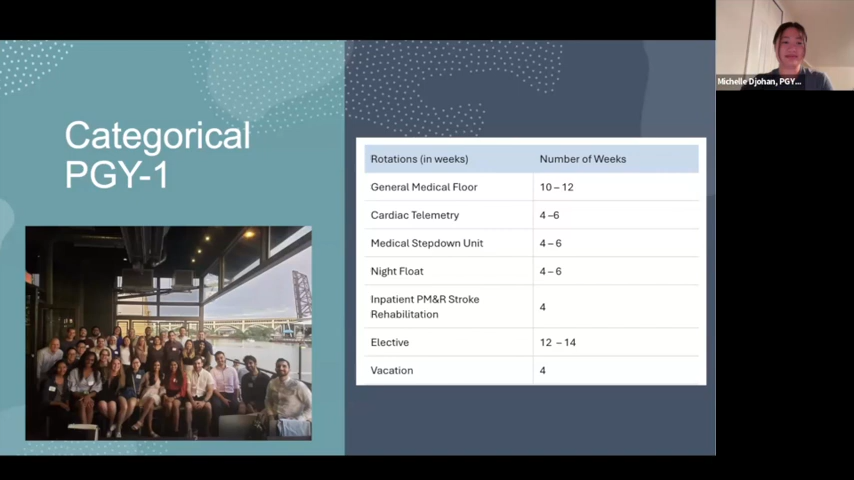 Categorical
PGY-1
Rotations (in weeks) Number of Weeks
General Medical Floor 10 – 12
Cardiac Telemetry 4 –6
Medical Stepdown Unit 4 – 6
Night Float 4 – 6
Inpatient PM&R Stroke
Rehabilitation 4
Elective 12 – 14
Vacation 4
Michelle Djohan, PGY...